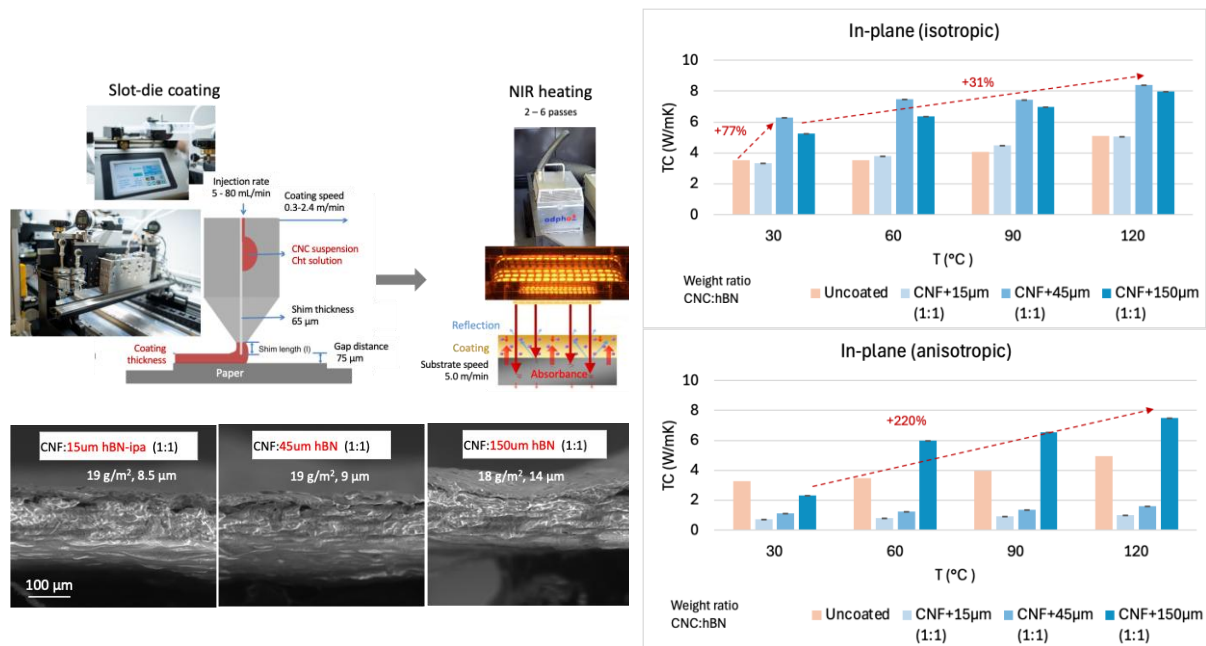 Slot-die coating
NIR heating
2 – 6 passes
Injection rate
5 - 80 mL/min
Coating speed
0.3-2.4 m/min
adphos
CNC suspension
Cht solution
Shim thickness
65 µm
Reflection
Coating
Coating
thickness
Shim length (l)
Gap distance
75 µm
Substrate speed
5.0 m/min
Absorbance
Paper
CNF:15um hBN-ipa (1:1)
19 g/m², 8.5 µm
100 µm
CNF:45um hBN (1:1)
19 g/m², 9 µm
CNF:150um hBN (1:1)
18 g/m², 14 µm
In-plane (isotropic)
10
8
6
4
2
0
TC (W/mK)
+77%
+31%
30
60
90
120
T (°C)
Weight ratio
CNC:hBN
Uncoated
CNF+15µm
(1:1)
CNF+45µm
(1:1)
CNF+150µm
(1:1)
In-plane (anisotropic)
10
8
6
4
2
0
TC (W/mK)
+220%
30
60
90
120
T (°C)
Weight ratio
CNC:hBN
Uncoated
CNF+15µm
(1:1)
CNF+45µm
(1:1)
CNF+150µm
(1:1)